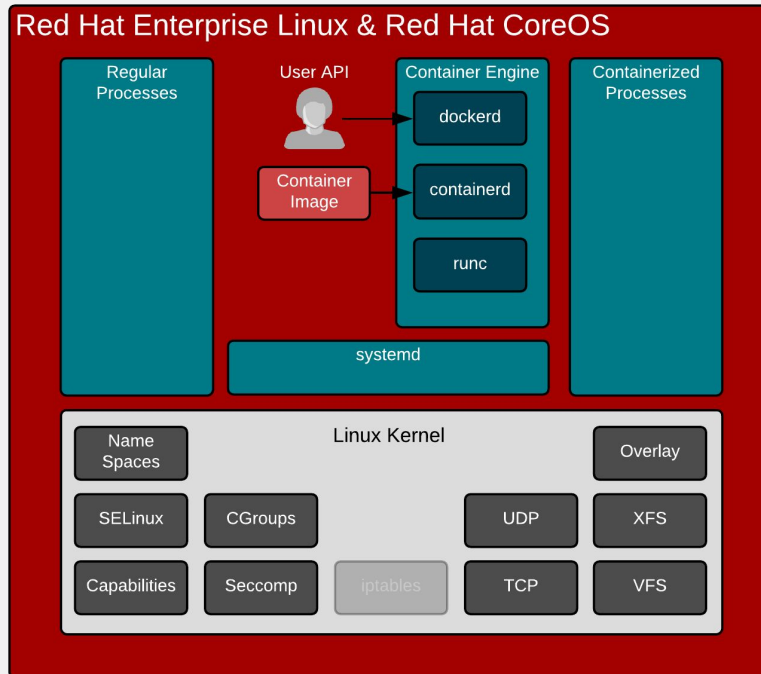 Red Hat Enterprise Linux & Red Hat CoreOS
Regular
Processes
User API
Container Engine
Containerized
Processes
dockerd
Container
Image
containerd
runc
systemd
Linux Kernel
Name
Spaces
Overlay
SELinux
CGroups
UDP
XFS
Capabilities
Seccomp
iptables
TCP
VFS